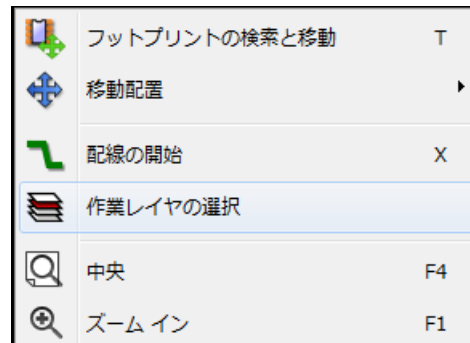 フットプリントの検索と移動 T
移動配置
配線の開始 X
作業レイヤの選択
中央 F4
ズーム イン F1